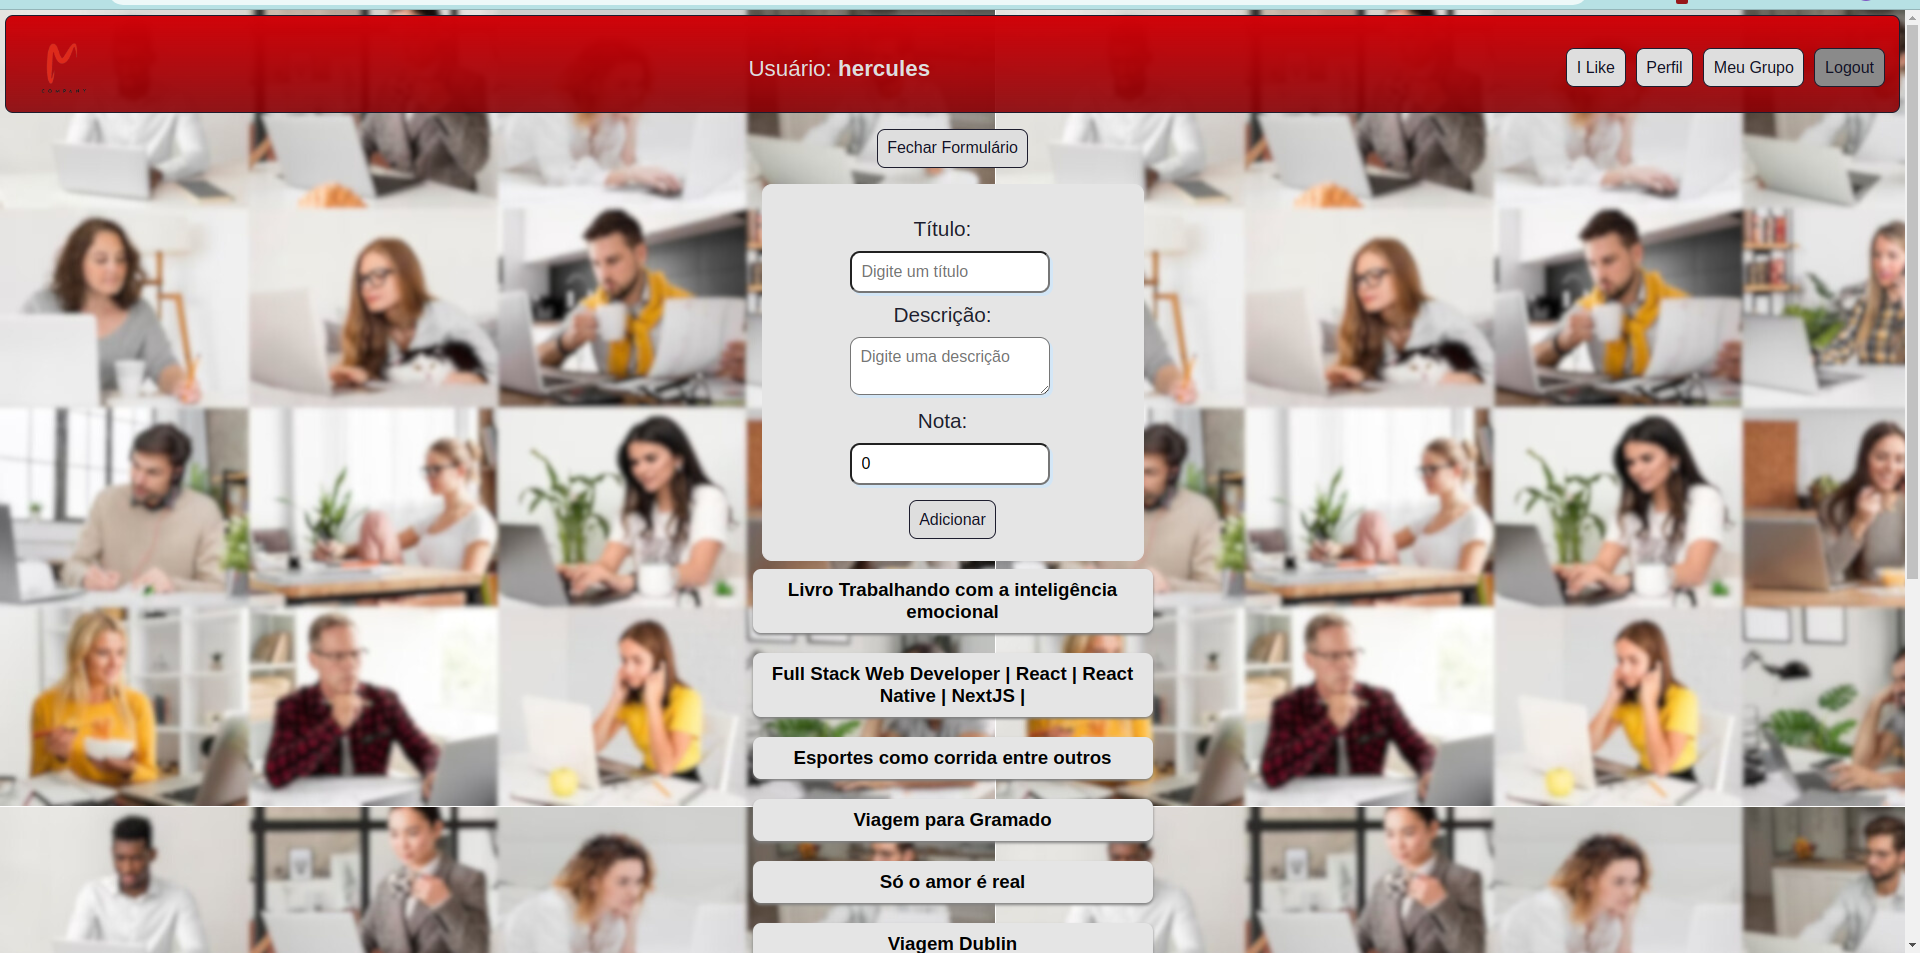 COMPANY
Usuário: hercules
I Like
Perfil
Meu Grupo
Logout
Fechar Formulário
Título:
Digite um título
Descrição:
Digite uma descrição
Nota:
0
Adicionar
Livro Trabalhando com a inteligência
emocional
Full Stack Web Developer | React | React
Native | NextJS |
Esportes como corrida entre outros
Viagem para Gramado
Só o amor é real
Viagem Dublin